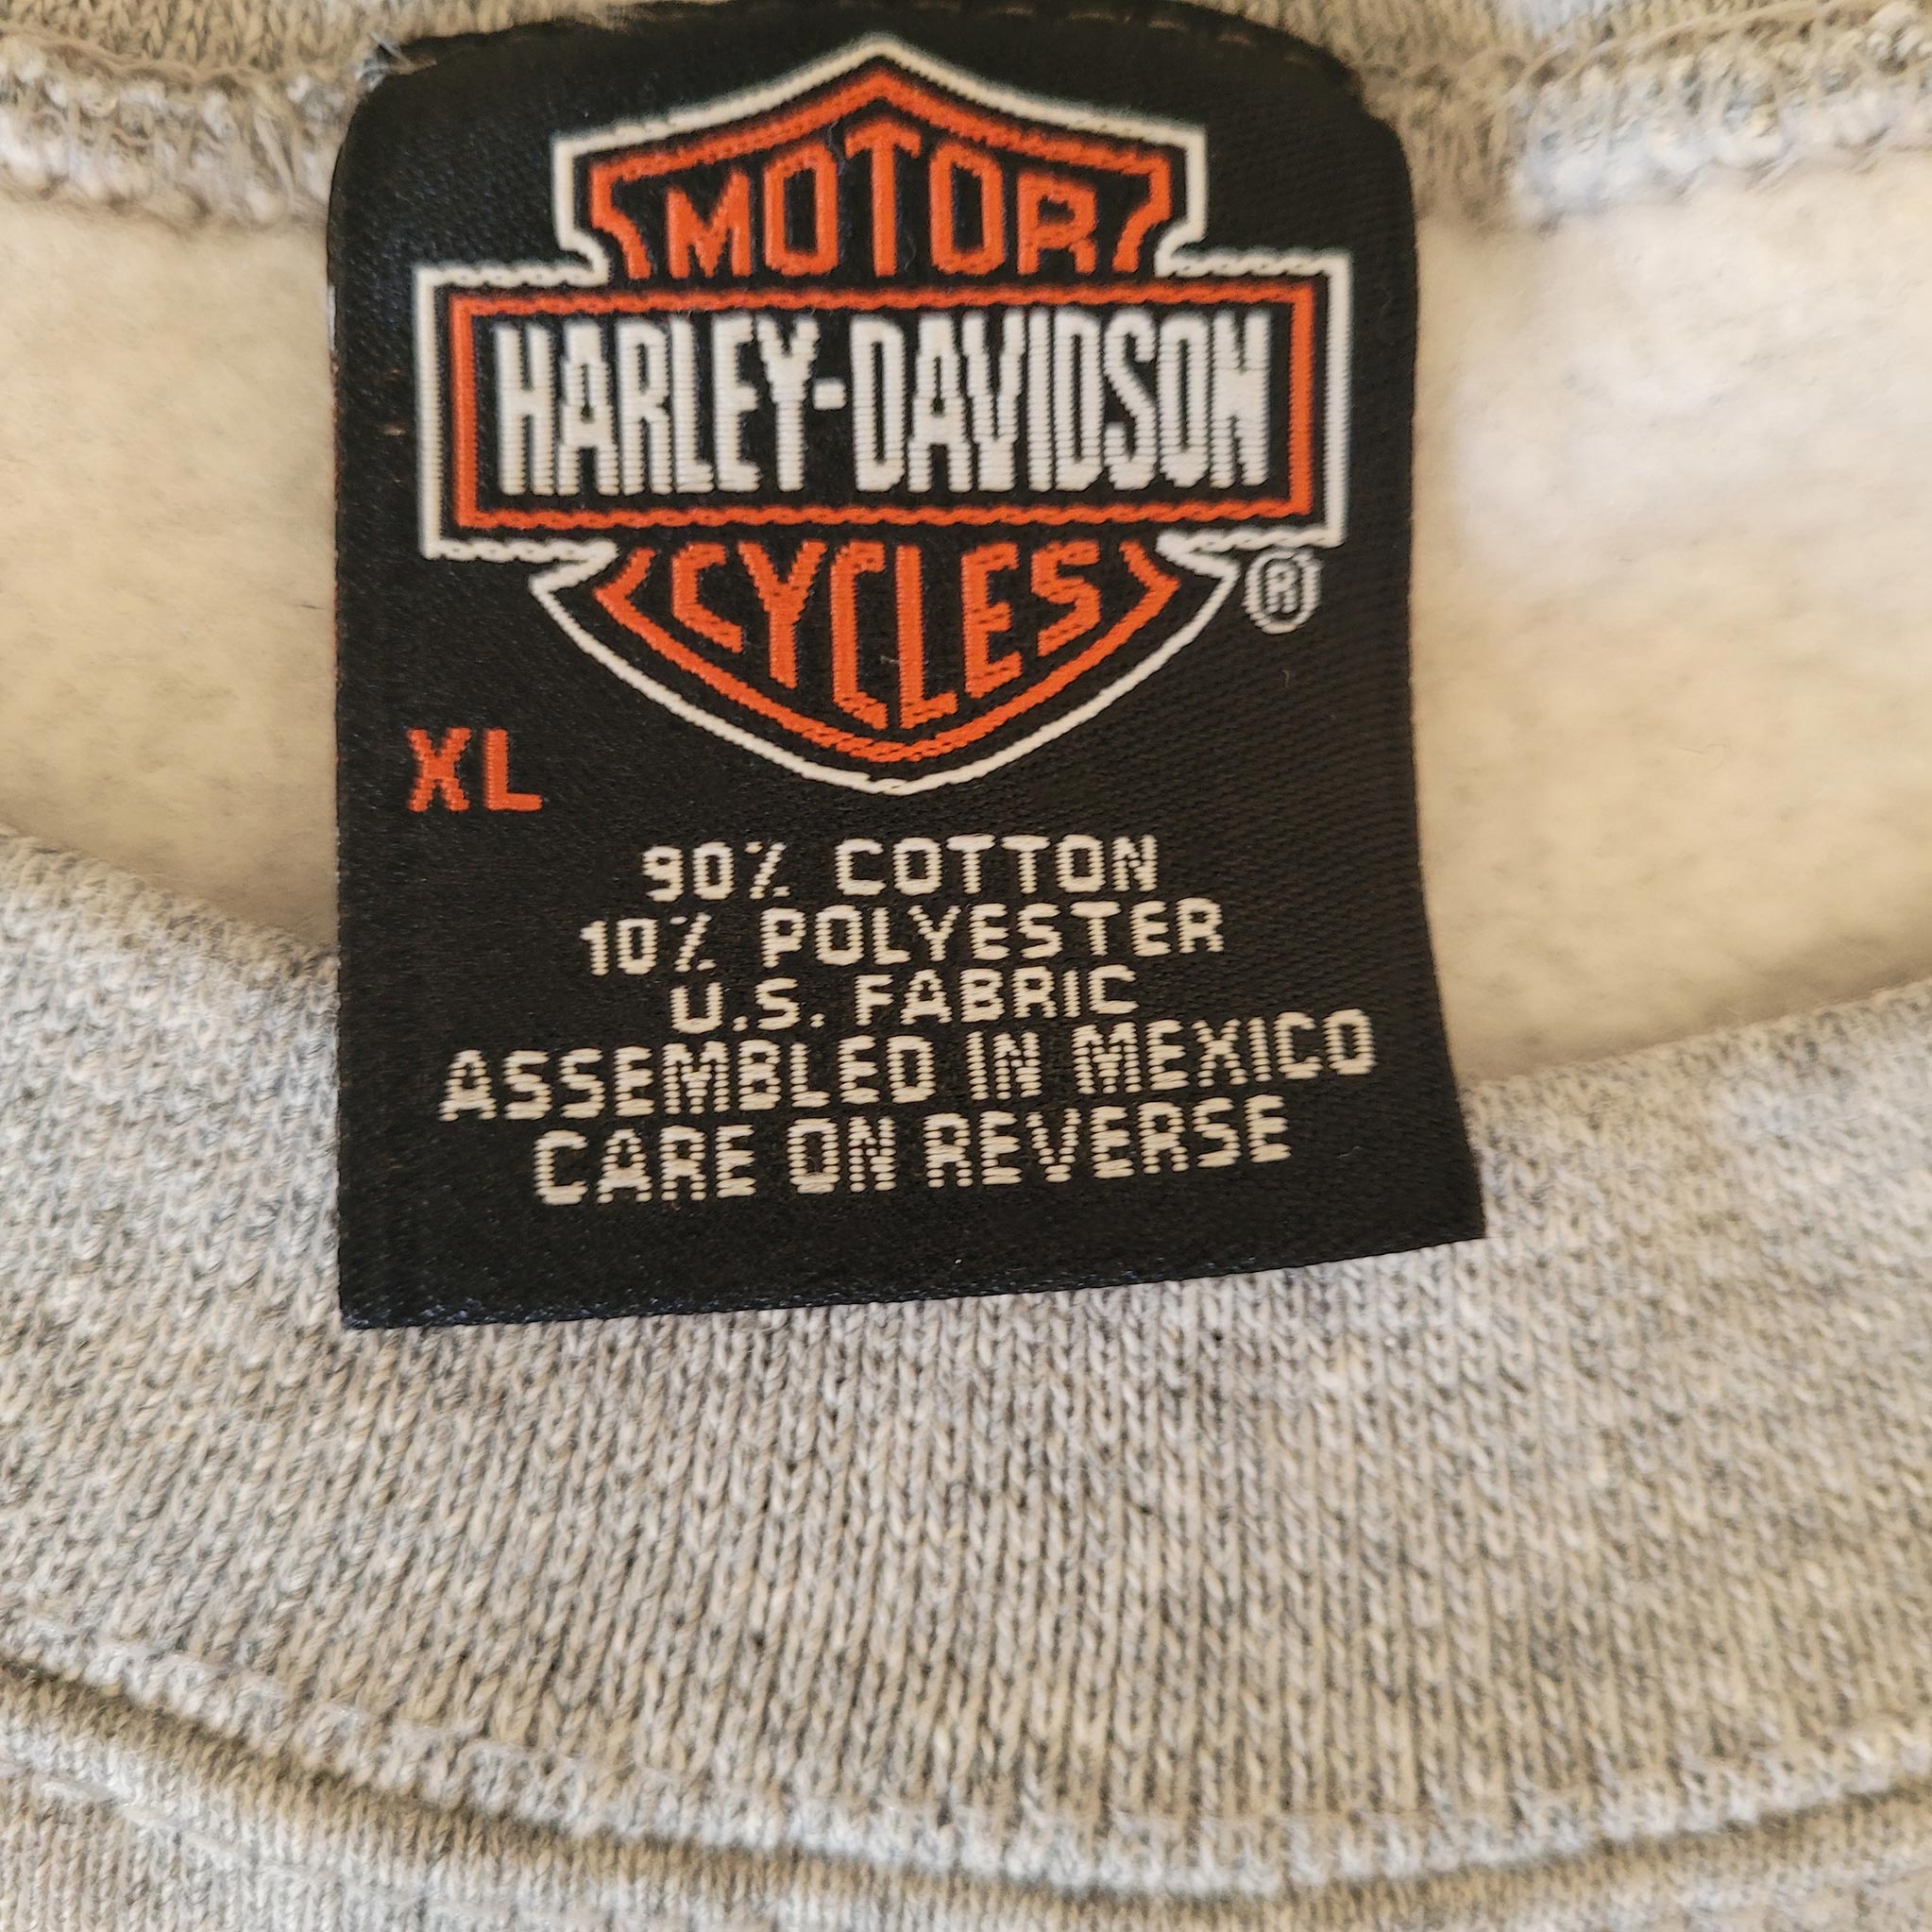 MOTOR
HARLEY-DAVIDSON
CYCLES
®
XL
90% COTTON
10% POLYESTER
U.S. FABRIC
ASSEMBLED IN MEXICO
CARE ON REVERSE